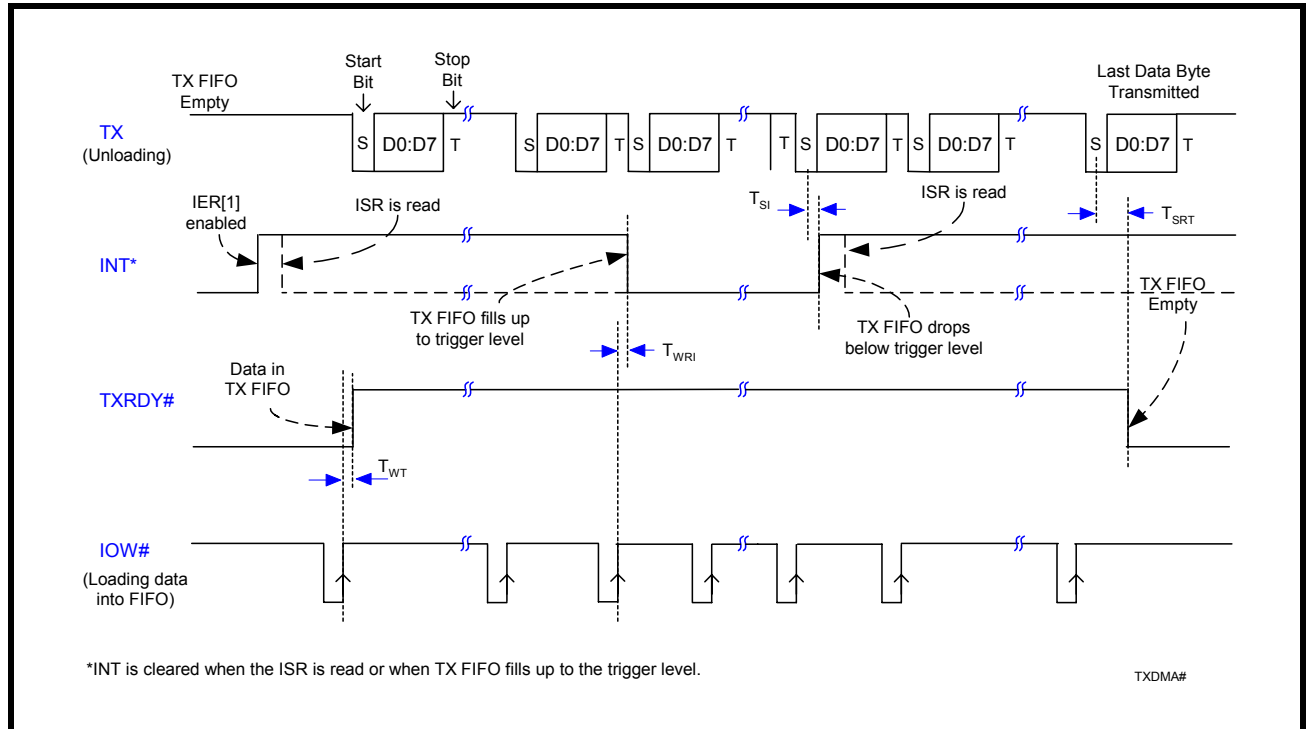 TX FIFO
Empty
Start
Bit
Stop
Bit
Last Data Byte
Transmitted
TX
(Unloading)
S D0:D7 T S D0:D7 T S D0:D7 T T S D0:D7 T S D0:D7 T S D0:D7 T
IER[1]
enabled
ISR is read
TSI
ISR is read
TSRT
INT*
TX FIFO fills up
to trigger level
TX FIFO drops
below trigger level
TX FIFO
Empty
TWRI
Data in
TX FIFO
TXRDY#
TWT
IOW#
(Loading data
into FIFO)
*INT is cleared when the ISR is read or when TX FIFO fills up to the trigger level.
TXDMA#